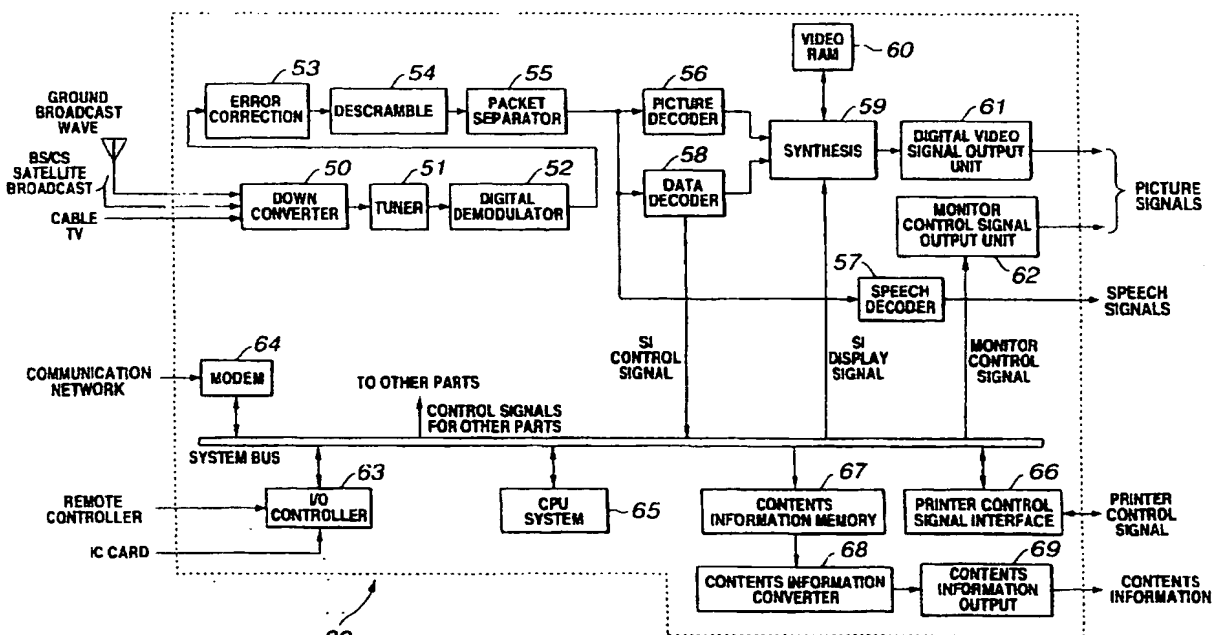 VIDEO
RAM
60
53
ERROR
CORRECTION
54
DESCRAMBLE
55
PACKET
SEPARATOR
56
PICTURE
DECODER
59
SYNTHESIS
61
DIGITAL VIDEO
SIGNAL OUTPUT
UNIT
GROUND
BROADCAST
WAVE
BS/CS
SATELLITE
BROADCAST
CABLE
TV
50
DOWN
CONVERTER
51
TUNER
52
DIGITAL
DEMODULATOR
58
DATA
DECODER
MONITOR
CONTROL SIGNAL
OUTPUT UNIT
62
PICTURE
SIGNALS
57
SPEECH
DECODER
SPEECH
SIGNALS
SI
CONTROL
SIGNAL
SI
DISPLAY
SIGNAL
MONITOR
CONTROL
SIGNAL
COMMUNICATION
NETWORK
64
MODEM
TO OTHER PARTS
CONTROL SIGNALS
FOR OTHER PARTS
SYSTEM BUS
REMOTE
CONTROLLER
IC CARD
63
I/O
CONTROLLER
CPU
SYSTEM
65
67
CONTENTS
INFORMATION MEMORY
66
PRINTER CONTROL
SIGNAL INTERFACE
PRINTER
CONTROL
SIGNAL
68
CONTENTS INFORMATION
CONVERTER
69
CONTENTS
INFORMATION
OUTPUT
CONTENTS
INFORMATION